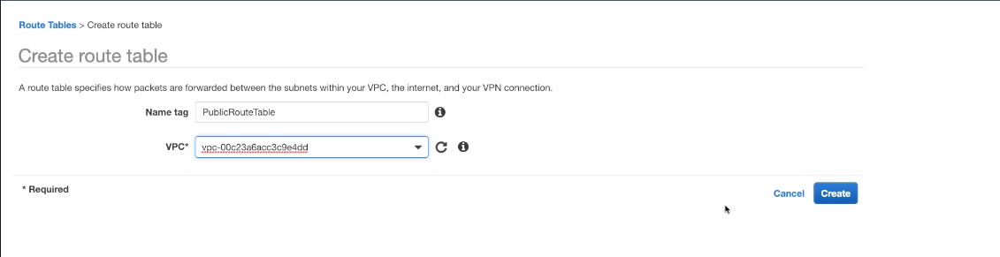 Route Tables > Create route table
Create route table
A route table specifies how packets are forwarded between the subnets within your VPC, the internet, and your VPN connection.
Name tag PublicRouteTable
VPC* vpc-00c23a6acc3c9e4dd
* Required
Cancel Create